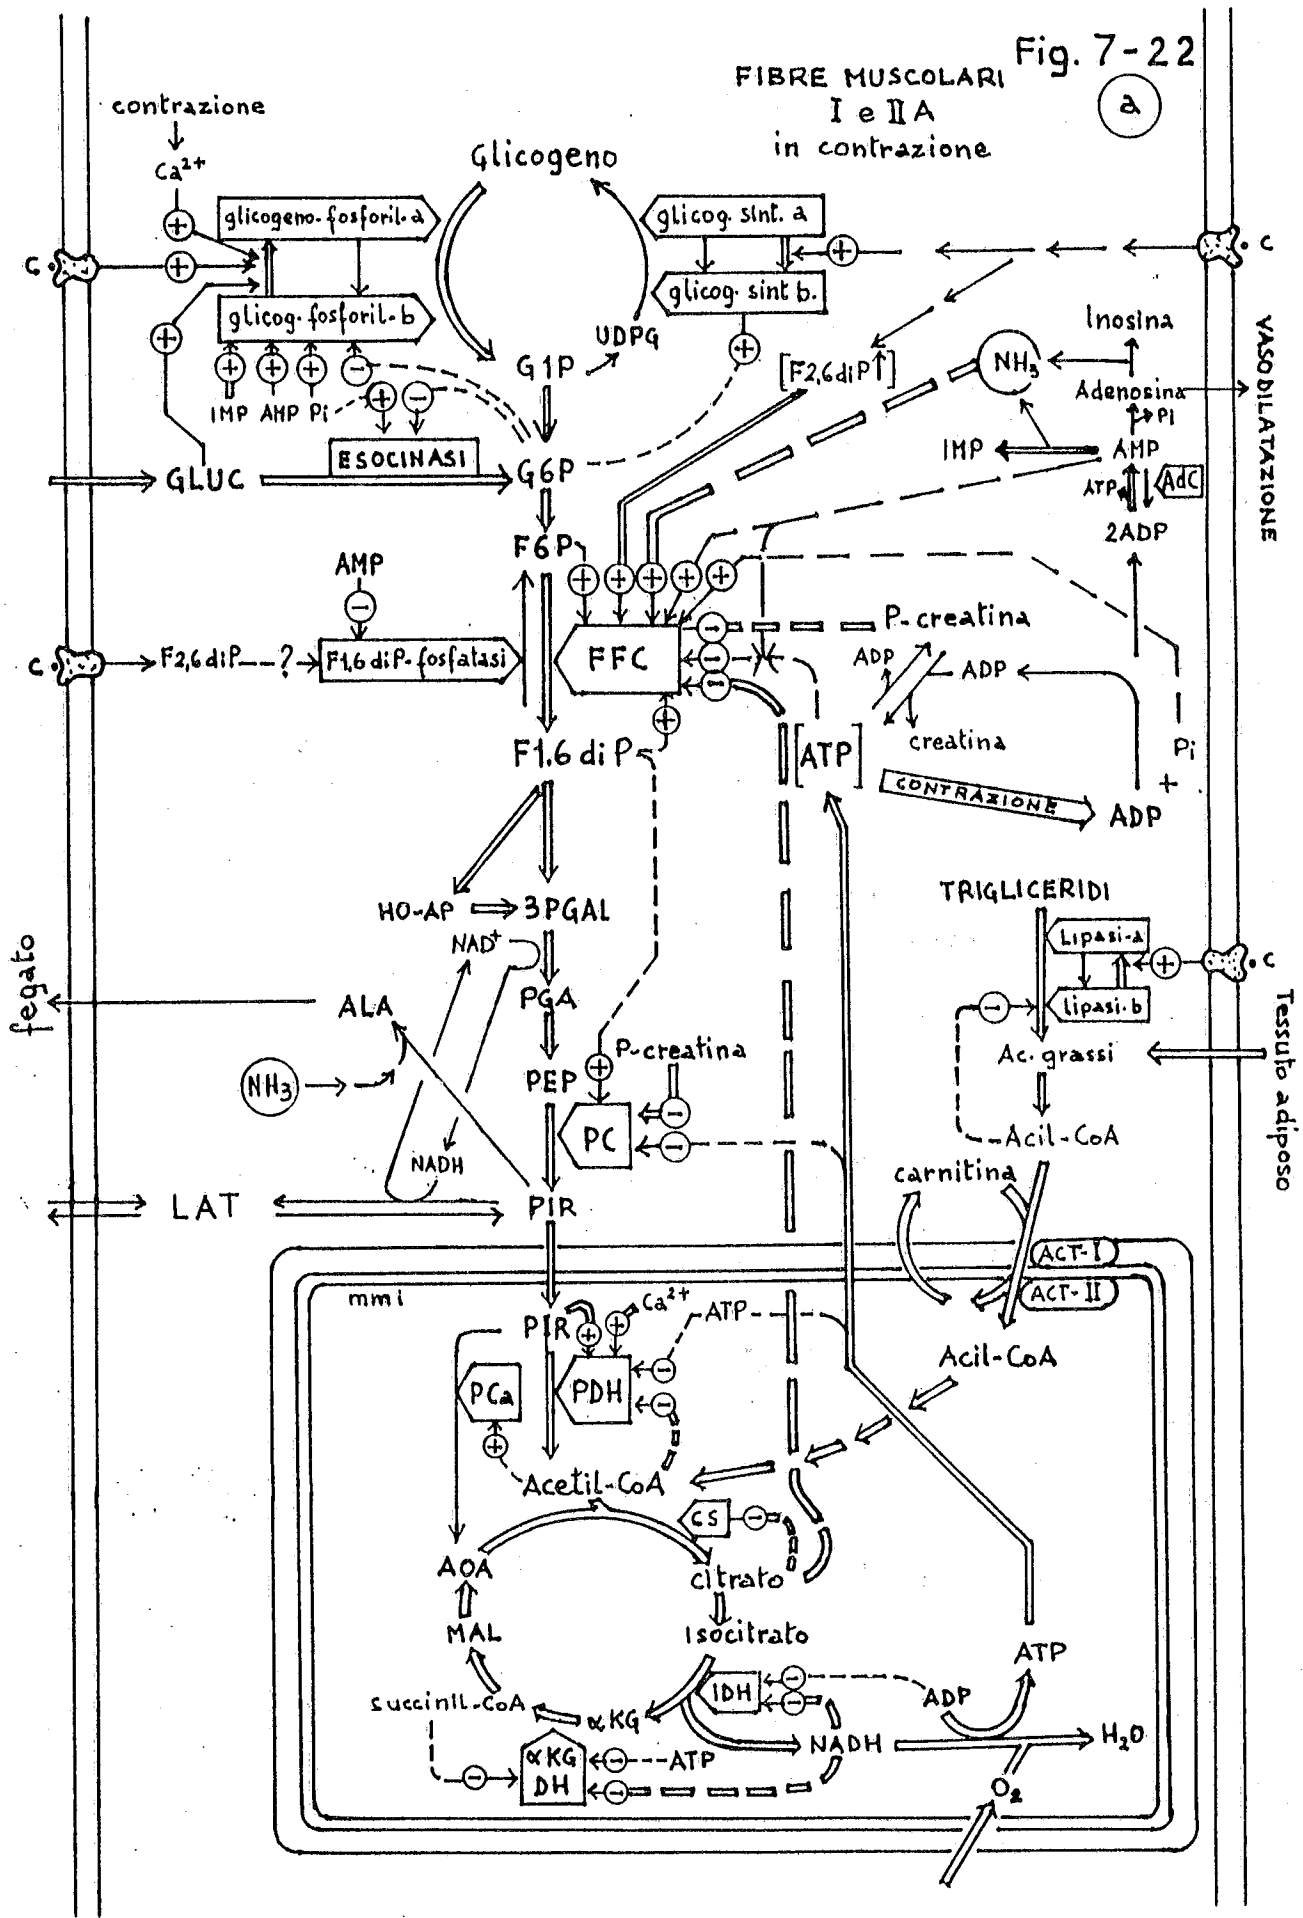 Fig. 7-22
a
FIBRE MUSCOLARI
I e II A
in contrazione
contrazione
Ca2+
Glicogeno
glicogeno-fosforil-a
glicog. sint. a
C
+
+
+
C
glicog. fosforil-b
glicog. sint b.
Inosina
+
UDPG
+
G1P
[F2,6diP↑]
NH3
+
+
+
-
+
-
Adenosina
Pi
VASODILATAZIONE
IMP
AMP
Pi
IMP
AMP
ESOCINASI
GLUC
G6P
ATP
AdC
2ADP
F6P
AMP
+
+
+
+
+
-
P-creatina
-
C
F2,6diP
?
F1,6diP-fosfatasi
FFC
-
-
ADP
ADP
+
creatina
F1,6diP
[ATP]
Pi
+
CONTRAZIONE
ADP
TRIGLICERIDI
HO-AP
3PGAL
Lipasi-a
NAD+
+
C
fegato
ALA
PGA
-
lipasi-b
Ac. grassi
P-creatina
+
NH3
PEP
-
PC
-
Acil-CoA
Tessuto adiposo
NADH
carnitina
LAT
PIR
ACT-I
mmi
ACT-II
Ca2+
ATP
PIR
+
+
Acil-CoA
-
PCa
PDH
-
+
Acetil-CoA
CS
-
AOA
citrato
MAL
Isocitrato
ATP
-
IDH
-
ADP
succinil-CoA
αKG
NADH
H2O
αKG
DH
-
ATP
-
-
O2